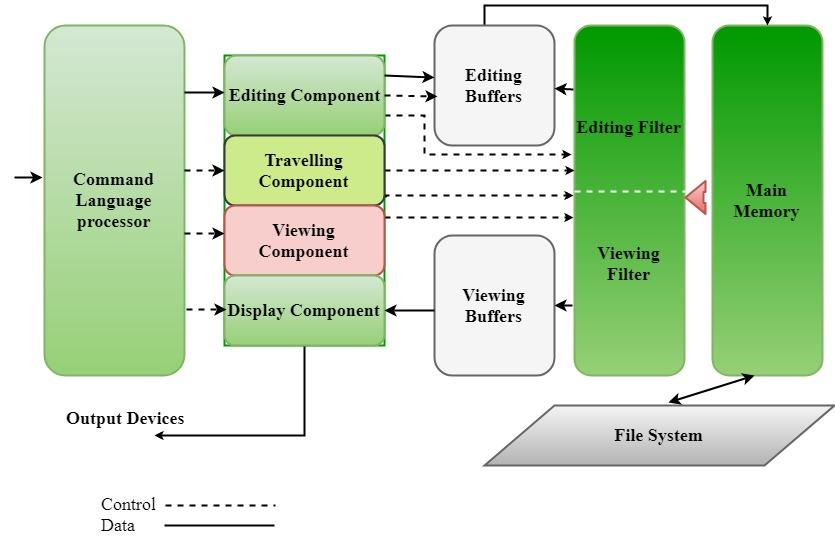 Command
Language
processor
Editing Component
Travelling
Component
Viewing
Component
Display Component
Editing
Buffers
Viewing
Buffers
Editing Filter
Viewing
Filter
Main
Memory
Output Devices
File System
Control
Data